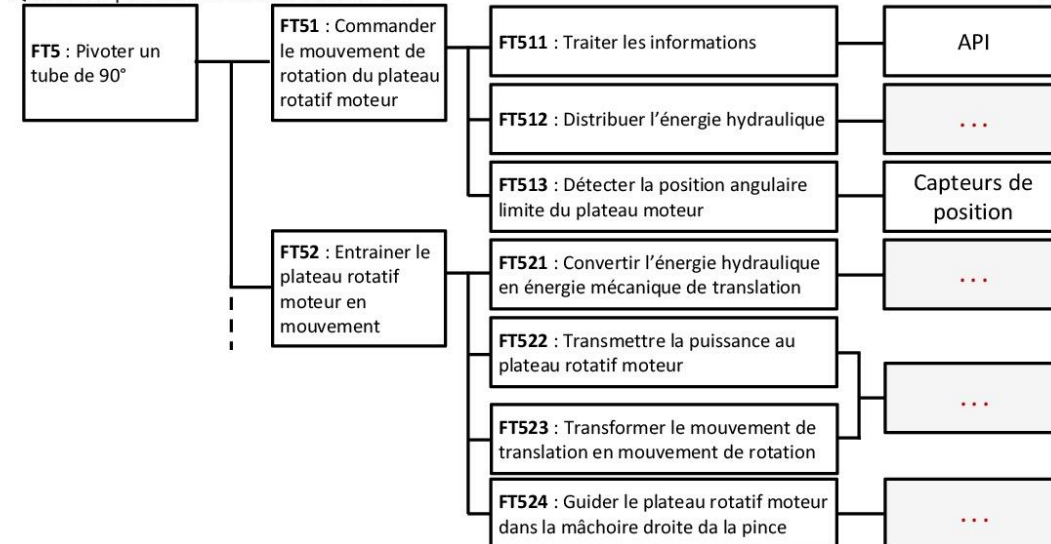 FT5 : Pivoter un
tube de 90°
FT51 : Commander
le mouvement de
rotation du plateau
rotatif moteur
FT511 : Traiter les informations
API
FT512 : Distribuer l’énergie hydraulique
...
FT513 : Détecter la position angulaire
limite du plateau moteur
Capteurs de
position
FT52 : Entrainer le
plateau rotatif
moteur en
mouvement
FT521 : Convertir l’énergie hydraulique
en énergie mécanique de translation
...
FT522 : Transmettre la puissance au
plateau rotatif moteur
FT523 : Transformer le mouvement de
translation en mouvement de rotation
...
FT524 : Guider le plateau rotatif moteur
dans la mâchoire droite da la pince
...